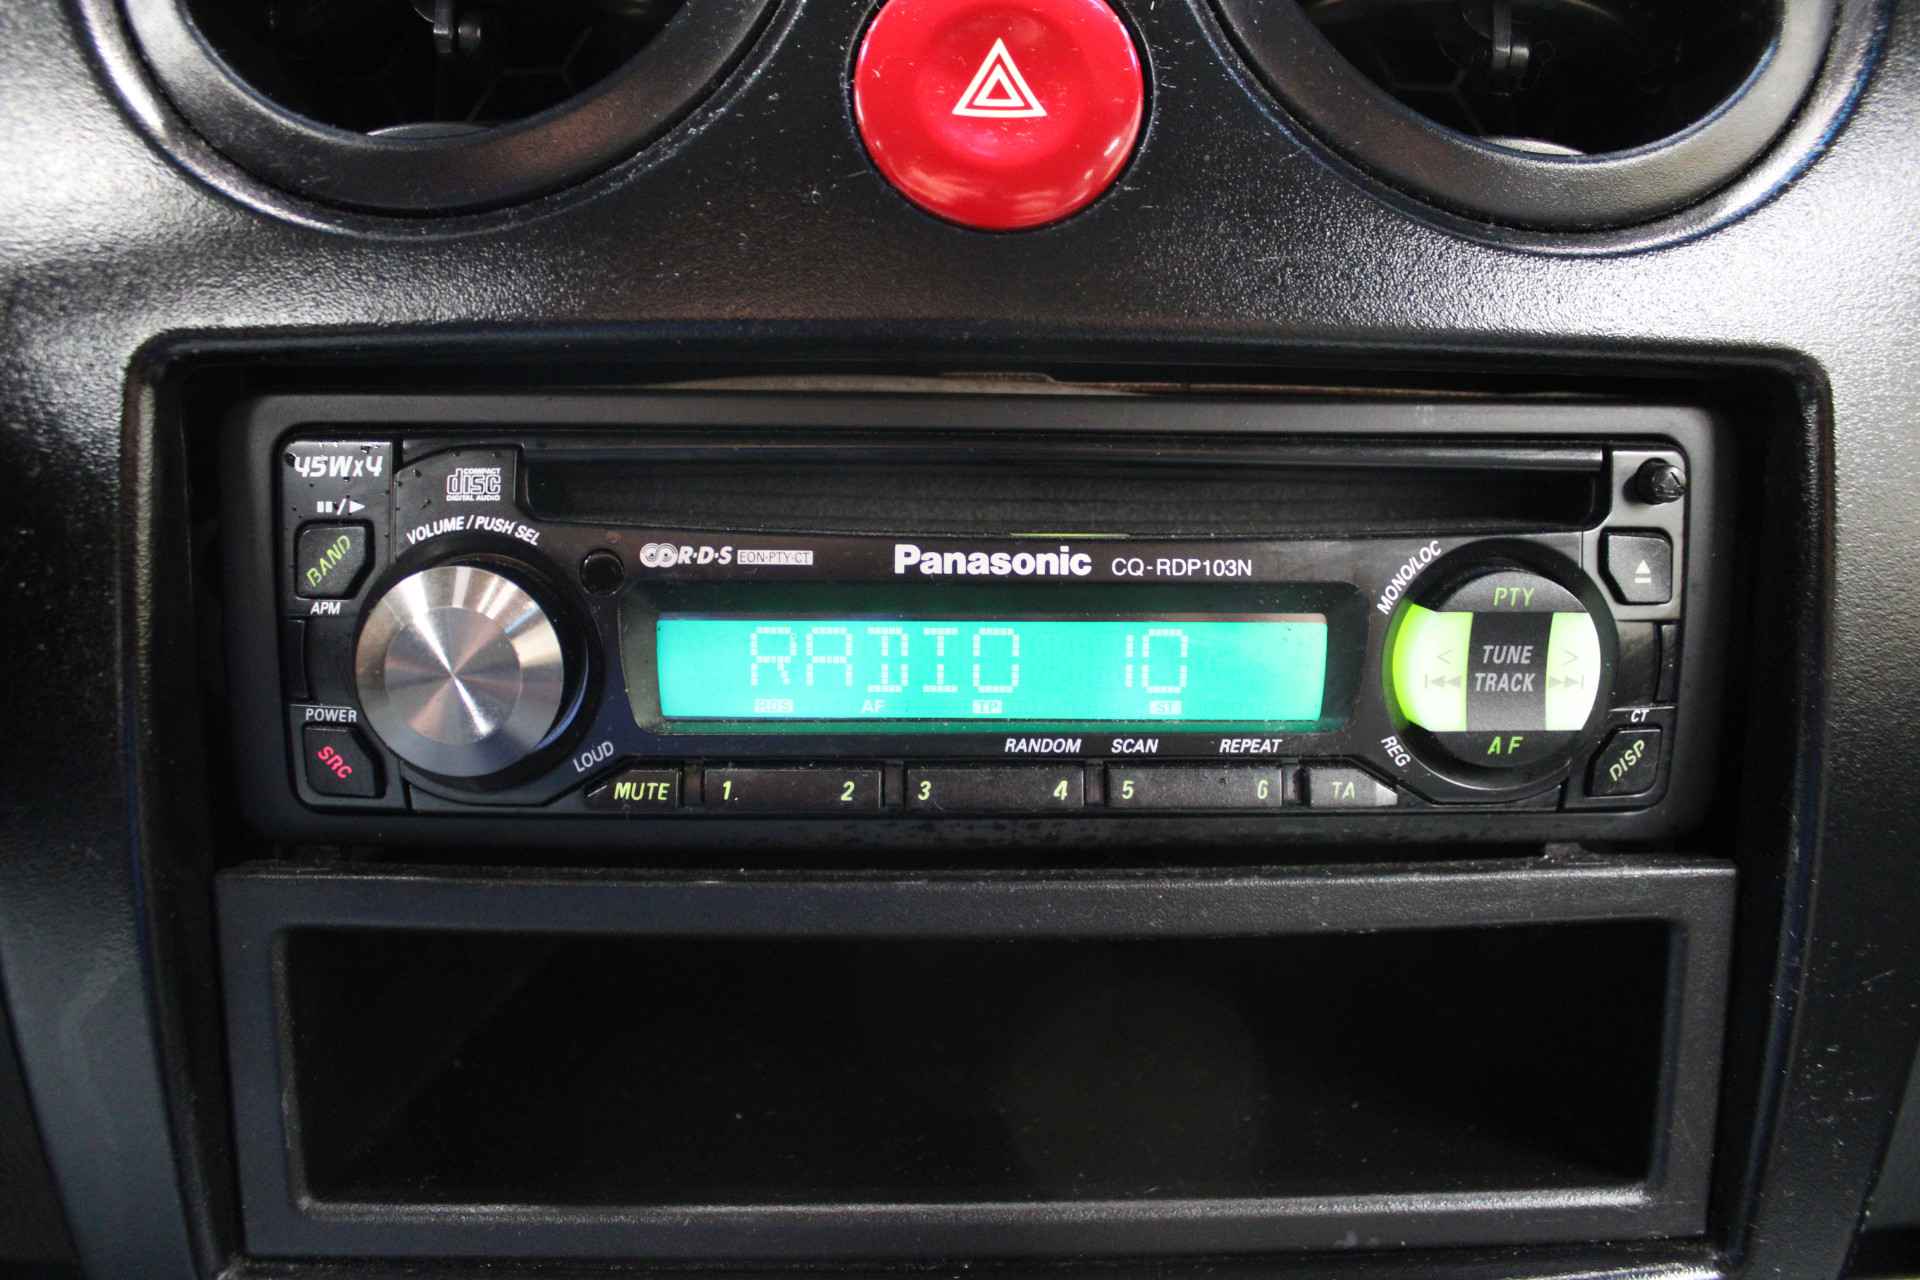 45Wx4
COMPACT
disc
DIGITAL AUDIO
VOLUME / PUSH SEL
BAND
APM
R·D·S EON·PTY·CT
Panasonic CQ-RDP103N
MONO/LOC
PTY
RADIO 10
< TUNE >
TRACK
RDS AF TP ST
POWER
SRC
LOUD
RANDOM SCAN REPEAT
REG
AF
CT
DISP
MUTE 1 2 3 4 5 6 TA